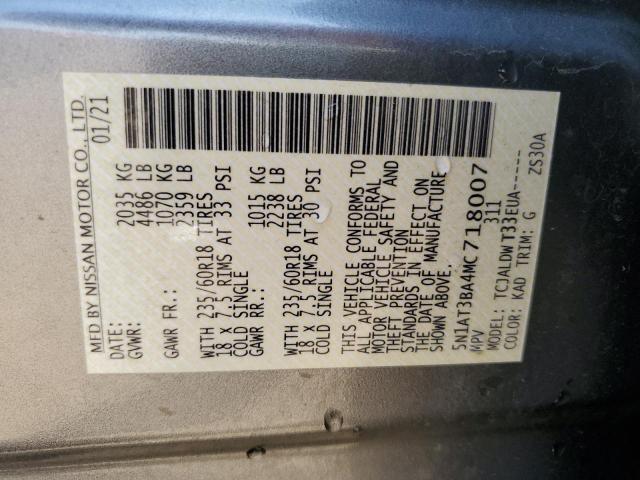 MFD BY NISSAN MOTOR CO., LTD.
DATE: 01/21
GVWR: 2035 KG
4486 LB
GAWR FR.: 1070 KG
2359 LB
WITH 235/60R18 TIRES
18 X 7.5 RIMS AT 33 PSI
COLD SINGLE
GAWR RR.: 1015 KG
2238 LB
WITH 235/60R18 TIRES
18 X 7.5 RIMS AT 30 PSI
COLD SINGLE
THIS VEHICLE CONFORMS TO
ALL APPLICABLE FEDERAL
MOTOR VEHICLE SAFETY AND
THEFT PREVENTION
STANDARDS IN EFFECT ON
THE DATE OF MANUFACTURE
SHOWN ABOVE.
5N1AT3BA4MC718007
MPV 311
MODEL: TCJALDWT33EUA-----
COLOR: KAD TRIM: G
ZS30A